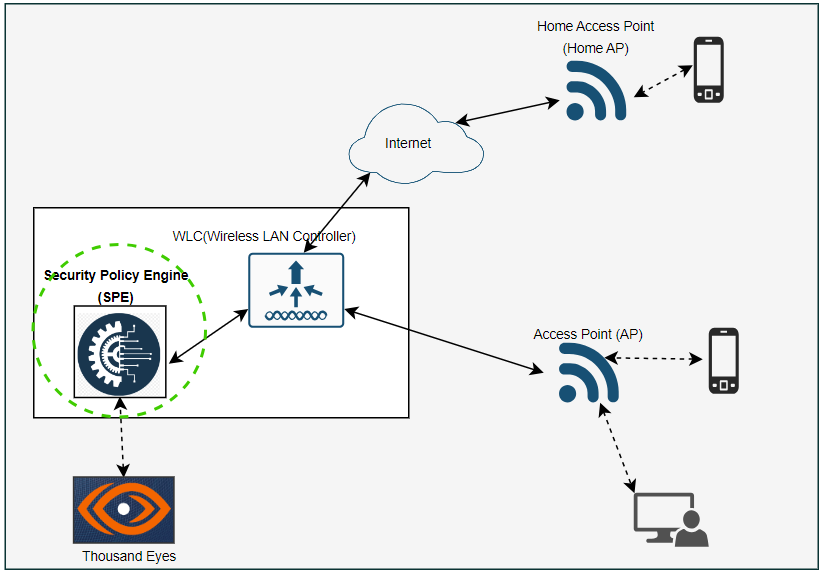 Home Access Point
(Home AP)
Internet
WLC(Wireless LAN Controller)
Security Policy Engine
(SPE)
Access Point (AP)
Thousand Eyes